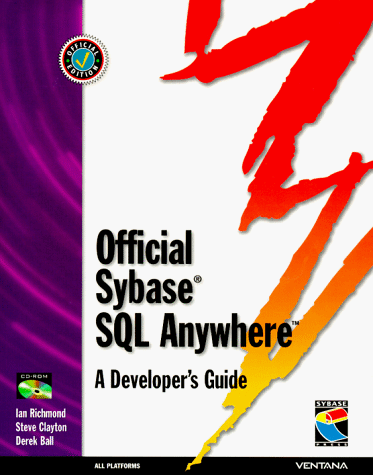 OFFICIAL
EDITION
Official
Sybase®
SQL Anywhere™
A Developer's Guide
CD-ROM
Ian Richmond
Steve Clayton
Derek Ball
SYBASE
PRESS
ALL PLATFORMS
VENTANA